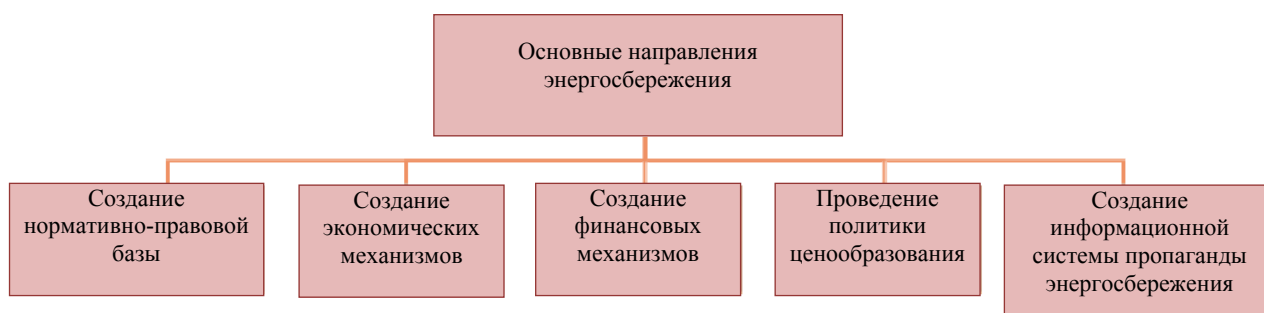 Основные направления
энергосбережения
Создание
нормативно-правовой
базы
Создание
экономических
механизмов
Создание
финансовых
механизмов
Проведение
политики
ценообразования
Создание
информационной
системы пропаганды
энергосбережения